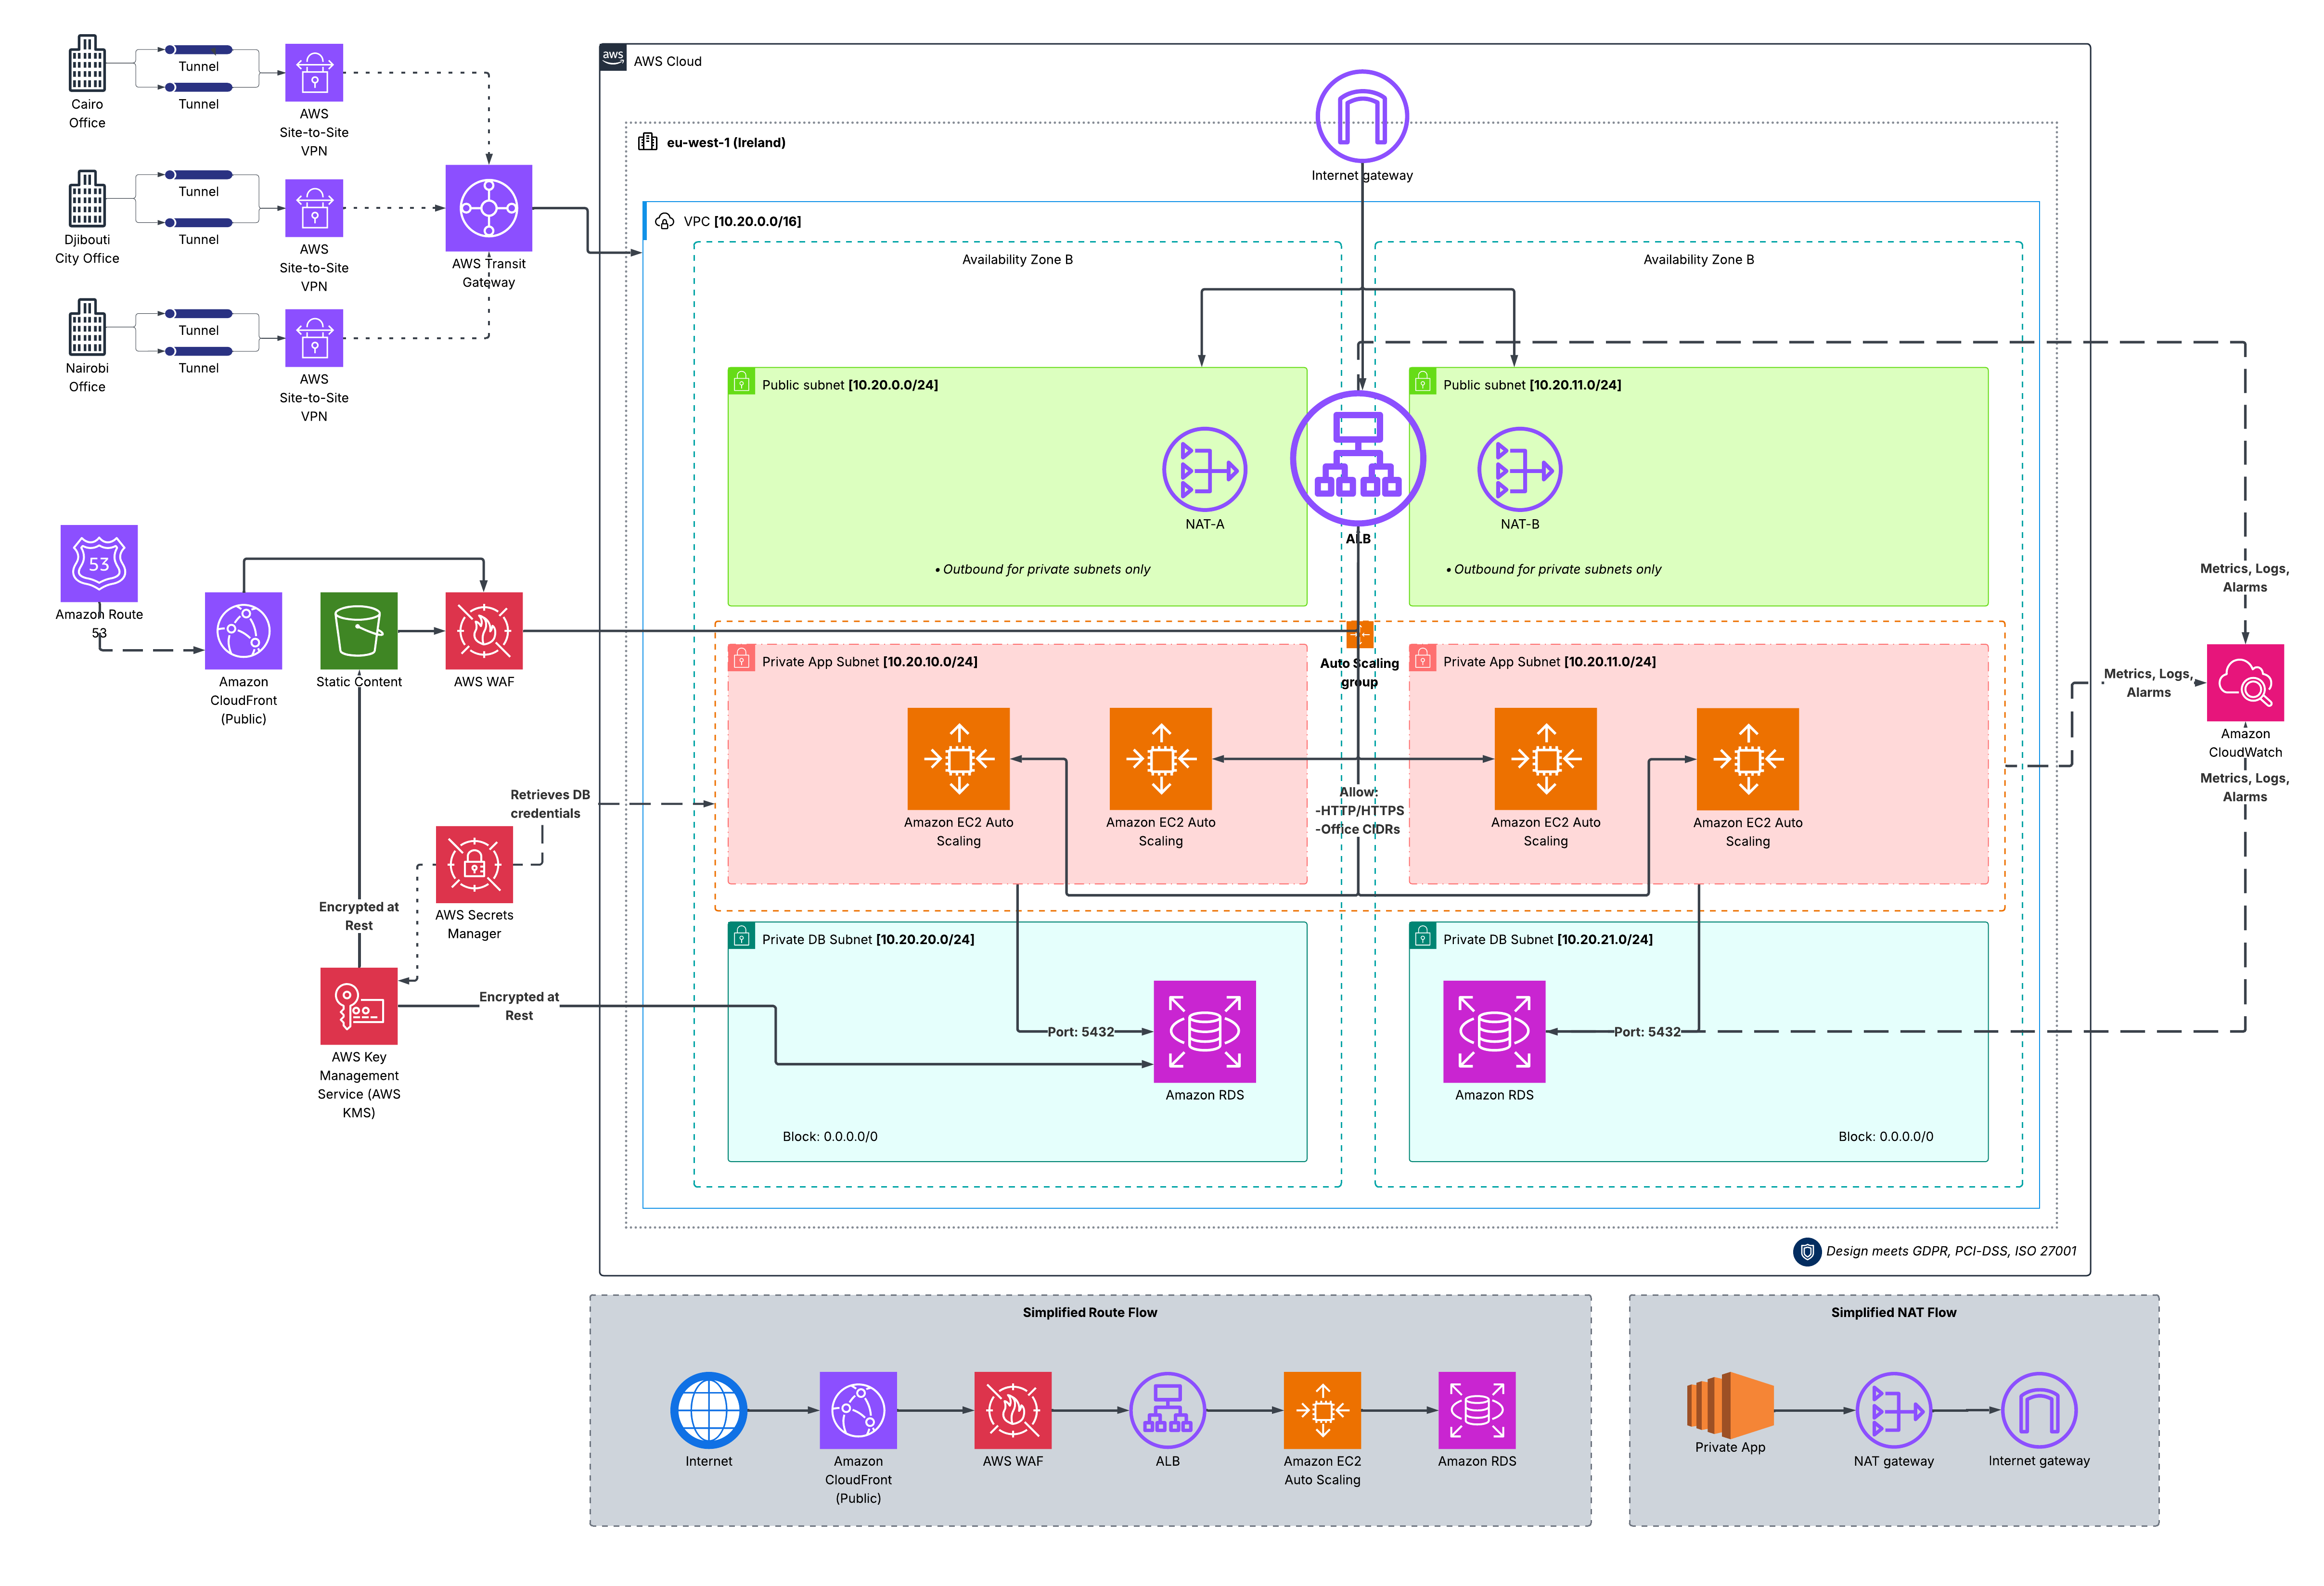 Cairo
Office
Tunnel
Tunnel
AWS
Site-to-Site
VPN
Djibouti
City Office
Tunnel
Tunnel
AWS
Site-to-Site
VPN
AWS Transit
Gateway
Nairobi
Office
Tunnel
Tunnel
AWS
Site-to-Site
VPN
aws
AWS Cloud
Internet gateway
eu-west-1 (Ireland)
VPC [10.20.0.0/16]
Availability Zone B
Availability Zone B
Public subnet [10.20.0.0/24]
NAT-A
• Outbound for private subnets only
ALB
Public subnet [10.20.11.0/24]
NAT-B
• Outbound for private subnets only
53
Amazon Route
53
Amazon
CloudFront
(Public)
Static Content
AWS WAF
Auto Scaling
group
Private App Subnet [10.20.10.0/24]
Amazon EC2 Auto
Scaling
Amazon EC2 Auto
Scaling
Allow:
-HTTP/HTTPS
-Office CIDRs
Private App Subnet [10.20.11.0/24]
Amazon EC2 Auto
Scaling
Amazon EC2 Auto
Scaling
Metrics, Logs,
Alarms
Metrics, Logs,
Alarms
Amazon
CloudWatch
Metrics, Logs,
Alarms
Retrieves DB
credentials
AWS Secrets
Manager
Encrypted at
Rest
Encrypted at
Rest
AWS Key
Management
Service (AWS
KMS)
Private DB Subnet [10.20.20.0/24]
Port: 5432
Amazon RDS
Block: 0.0.0.0/0
Private DB Subnet [10.20.21.0/24]
Port: 5432
Amazon RDS
Block: 0.0.0.0/0
Design meets GDPR, PCI-DSS, ISO 27001
Simplified Route Flow
Internet
Amazon
CloudFront
(Public)
AWS WAF
ALB
Amazon EC2
Auto Scaling
Amazon RDS
Simplified NAT Flow
Private App
NAT gateway
Internet gateway